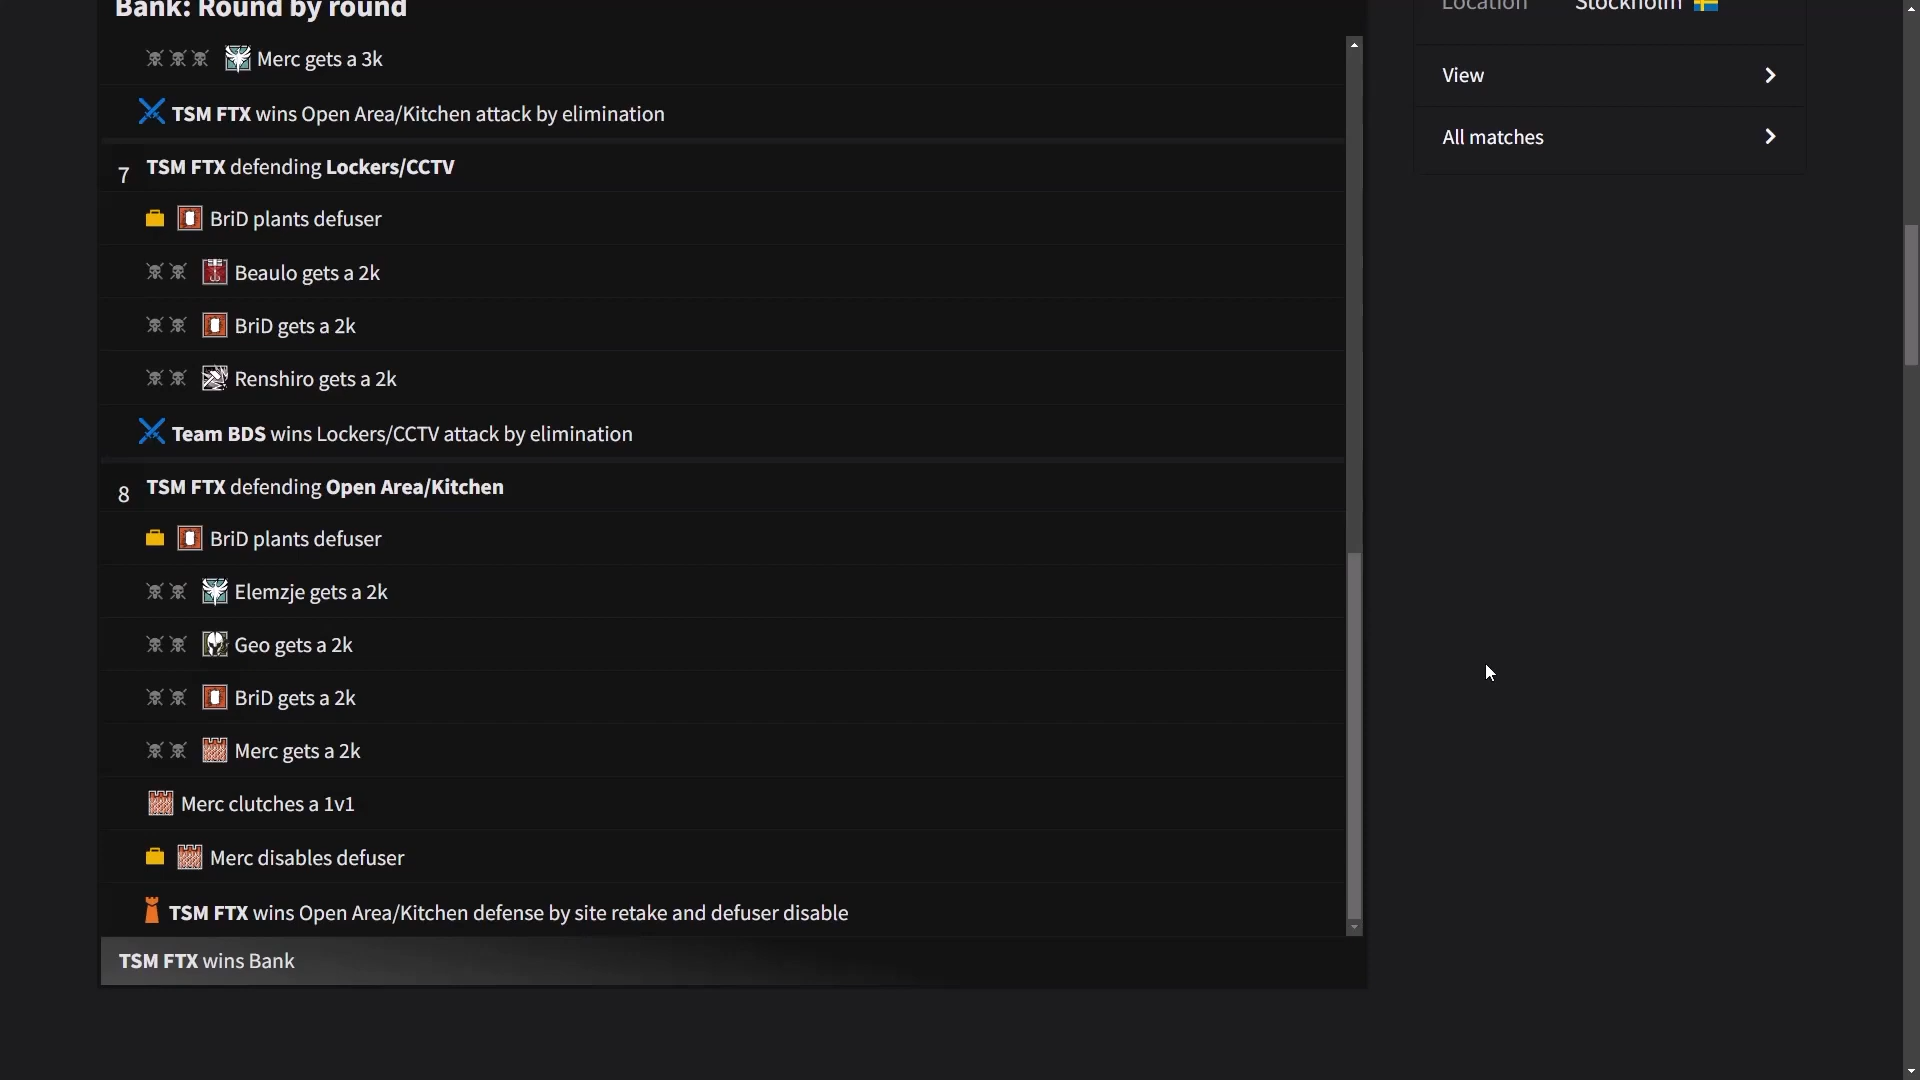 Bank: Round by round
Location Stockholm
Merc gets a 3k
TSM FTX wins Open Area/Kitchen attack by elimination
7 TSM FTX defending Lockers/CCTV
BriD plants defuser
Beaulo gets a 2k
BriD gets a 2k
Renshiro gets a 2k
Team BDS wins Lockers/CCTV attack by elimination
8 TSM FTX defending Open Area/Kitchen
BriD plants defuser
Elemzje gets a 2k
Geo gets a 2k
BriD gets a 2k
Merc gets a 2k
Merc clutches a 1v1
Merc disables defuser
TSM FTX wins Open Area/Kitchen defense by site retake and defuser disable
TSM FTX wins Bank
View
All matches